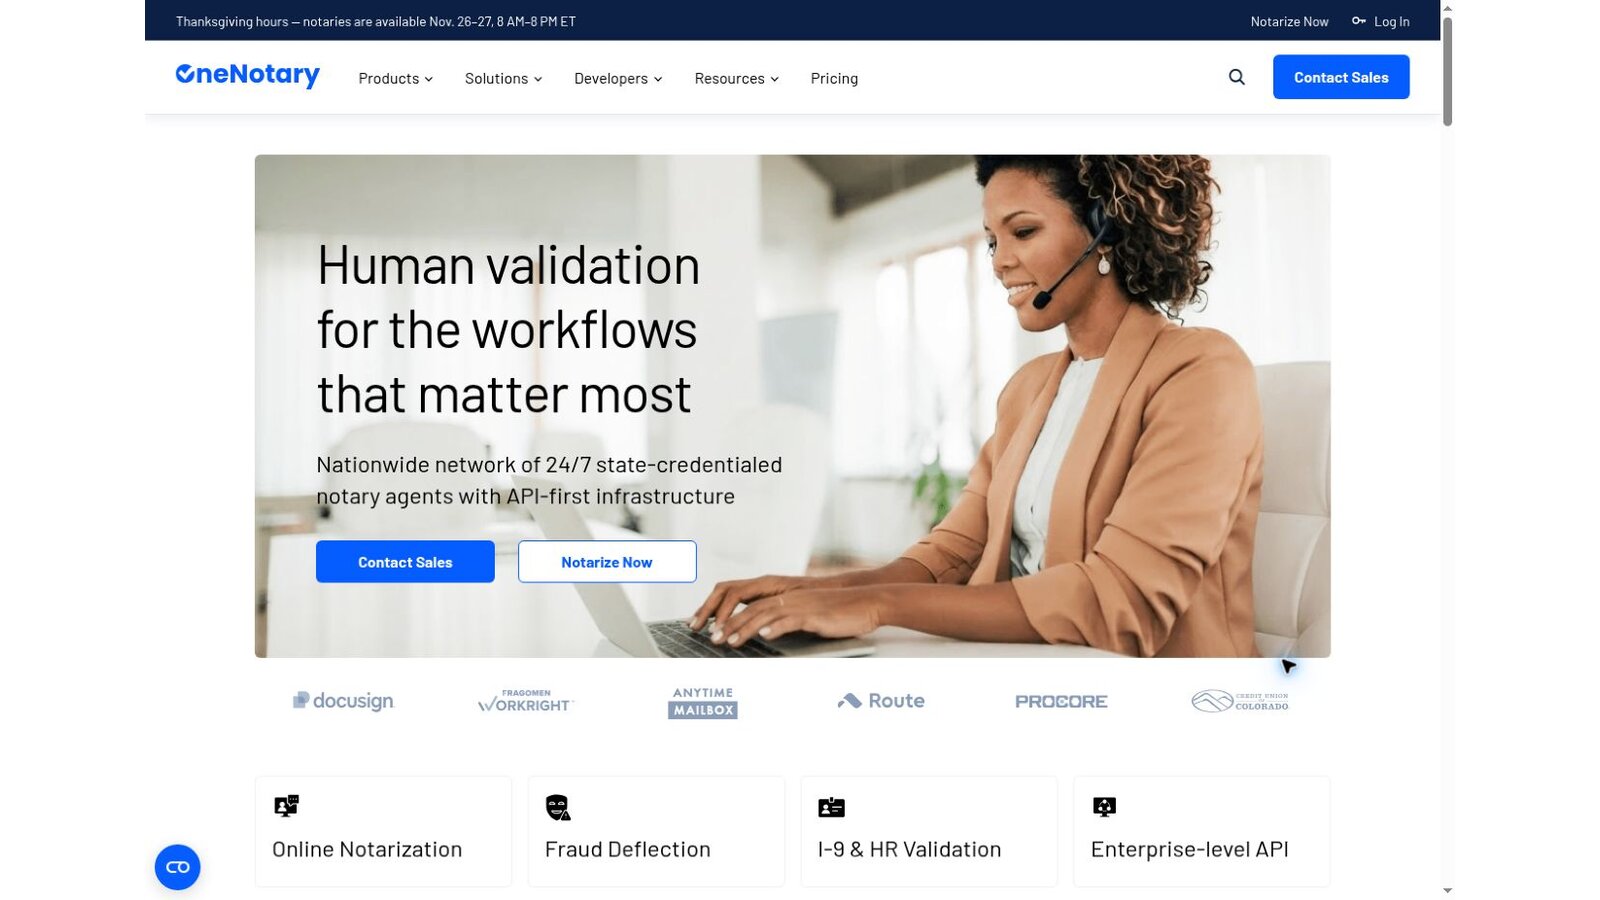 Thanksgiving hours — notaries are available Nov. 26–27, 8 AM–8 PM ET
Notarize Now
Log In
OneNotary
Products
Solutions
Developers
Resources
Pricing
Contact Sales
Human validation
for the workflows
that matter most
Nationwide network of 24/7 state-credentialed
notary agents with API-first infrastructure
Contact Sales
Notarize Now
docusign
FRAGOMEN
WORKRIGHT
ANYTIME
MAILBOX
Route
PROCORE
CREDIT UNION
OF
COLORADO
Online Notarization
Fraud Deflection
I-9 & HR Validation
Enterprise-level API